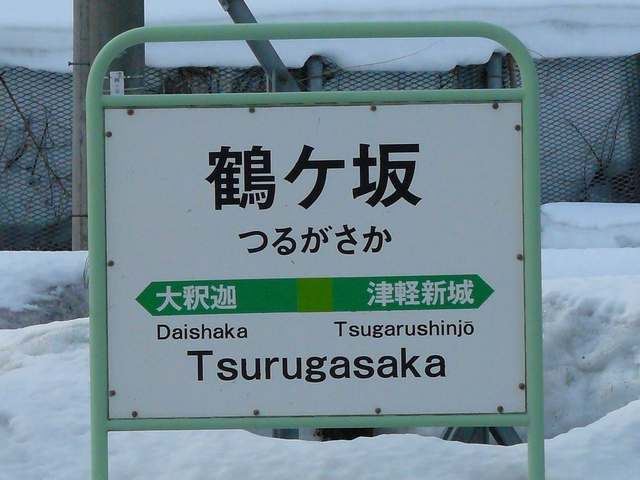 鶴ケ坂
つるがさか
大釈迦 津軽新城
Daishaka Tsugarushinjō
Tsurugasaka